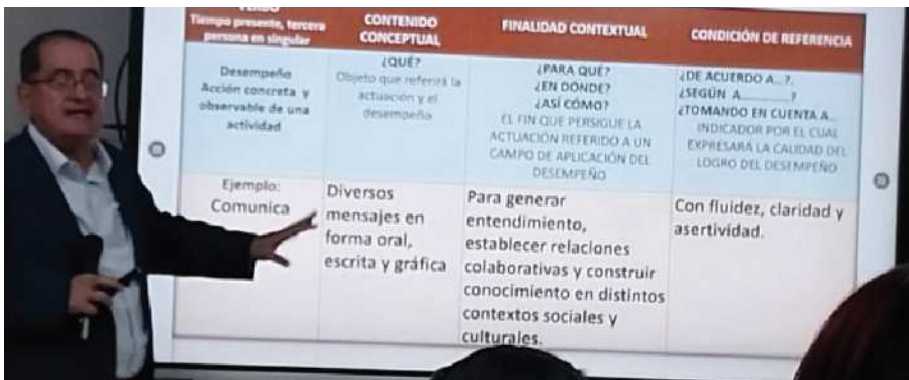 VERBO
Tiempo presente, tercera
persona en singular
CONTENIDO
CONCEPTUAL
FINALIDAD CONTEXTUAL
CONDICIÓN DE REFERENCIA
Desempeño
Acción concreta y
observable de una
actividad
¿QUÉ?
Objeto que referirá la
actuación y el
desempeño
¿PARA QUÉ?
¿EN DÓNDE?
¿ASÍ CÓMO?
EL FIN QUE PERSIGUE LA
ACTUACIÓN REFERIDO A UN
CAMPO DE APLICACIÓN DEL
DESEMPEÑO
¿DE ACUERDO A...?.
¿SEGÚN A______?
¿TOMANDO EN CUENTA A...
INDICADOR POR EL CUAL
EXPRESARÁ LA CALIDAD DEL
LOGRO DEL DESEMPEÑO
Ejemplo:
Comunica
Diversos
mensajes en
forma oral,
escrita y gráfica
Para generar
entendimiento,
establecer relaciones
colaborativas y construir
conocimiento en distintos
contextos sociales y
culturales.
Con fluidez, claridad y
asertividad.